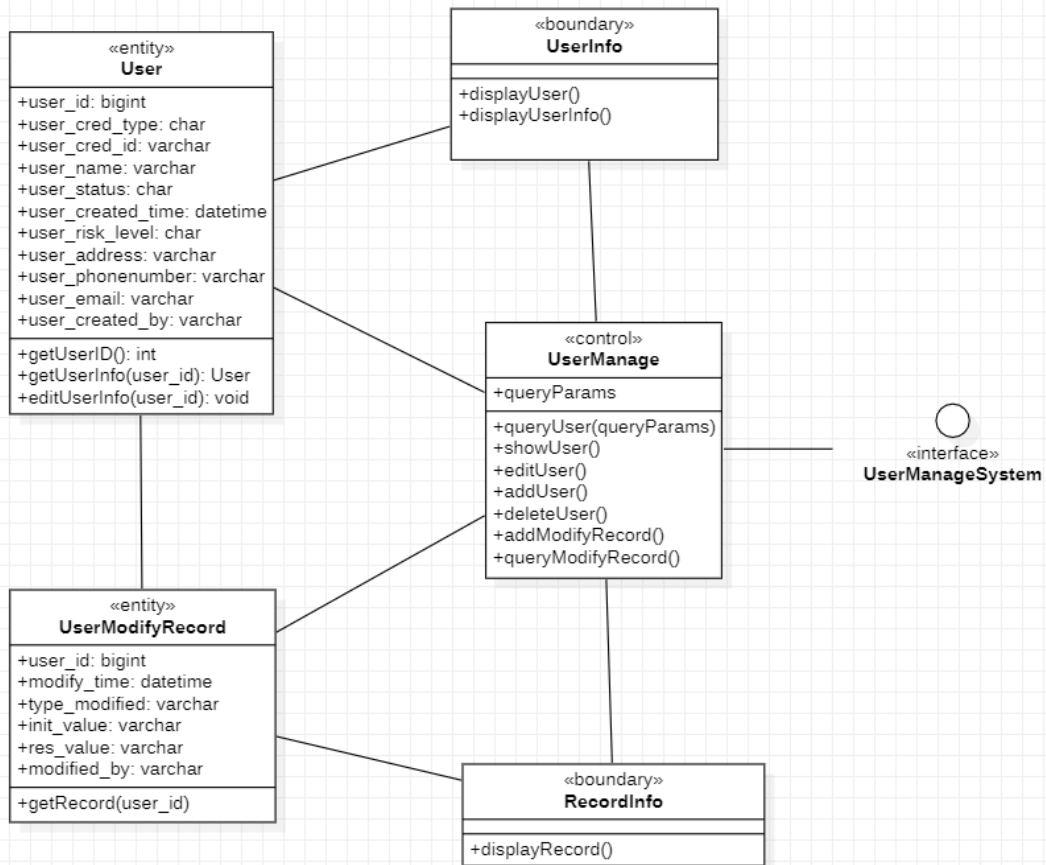 «entity»
User
+user_id: bigint
+user_cred_type: char
+user_cred_id: varchar
+user_name: varchar
+user_status: char
+user_created_time: datetime
+user_risk_level: char
+user_address: varchar
+user_phonenumber: varchar
+user_email: varchar
+user_created_by: varchar
+getUserID(): int
+getUserInfo(user_id): User
+editUserInfo(user_id): void
«boundary»
UserInfo
+displayUser()
+displayUserInfo()
«control»
UserManage
+queryParams
+queryUser(queryParams)
+showUser()
+editUser()
+addUser()
+deleteUser()
+addModifyRecord()
+queryModifyRecord()
«interface»
UserManageSystem
«entity»
UserModifyRecord
+user_id: bigint
+modify_time: datetime
+type_modified: varchar
+init_value: varchar
+res_value: varchar
+modified_by: varchar
+getRecord(user_id)
«boundary»
RecordInfo
+displayRecord()